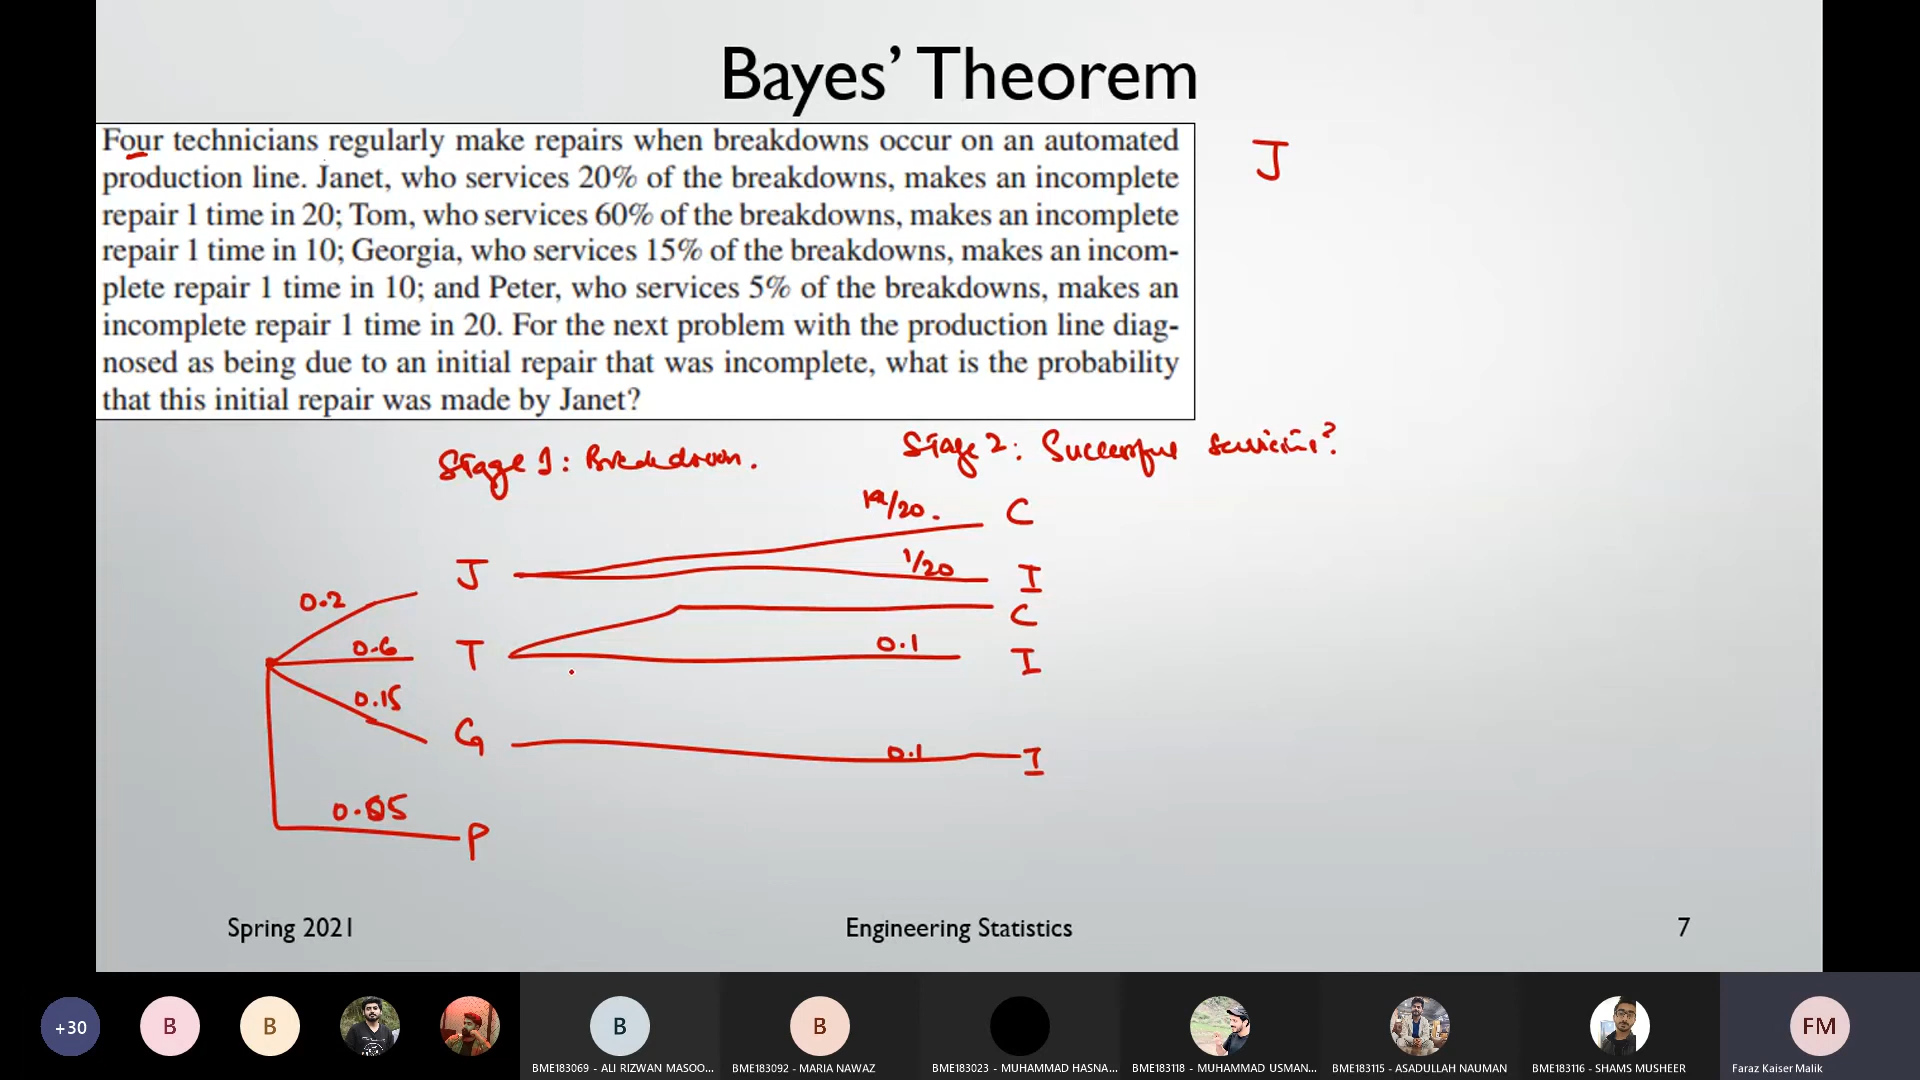 Bayes’ Theorem
Four technicians regularly make repairs when breakdowns occur on an automated
production line. Janet, who services 20% of the breakdowns, makes an incomplete
repair 1 time in 20; Tom, who services 60% of the breakdowns, makes an incomplete
repair 1 time in 10; Georgia, who services 15% of the breakdowns, makes an incom-
plete repair 1 time in 10; and Peter, who services 5% of the breakdowns, makes an
incomplete repair 1 time in 20. For the next problem with the production line diag-
nosed as being due to an initial repair that was incomplete, what is the probability
that this initial repair was made by Janet?
J
Stage 1: Breakdown.
Stage 2: Successful servicing?
19/20. C
J
1/20 I
0.2
C
0.6 T 0.1 I
0.15
G 0.1 I
0.05
P
Spring 2021
Engineering Statistics
7
+30
B
B
B
B
FM
BME183069 - ALI RIZWAN MASOO...
BME183092 - MARIA NAWAZ
BME183023 - MUHAMMAD HASNA...
BME183118 - MUHAMMAD USMAN...
BME183115 - ASADULLAH NAUMAN
BME183116 - SHAMS MUSHEER
Faraz Kaiser Malik